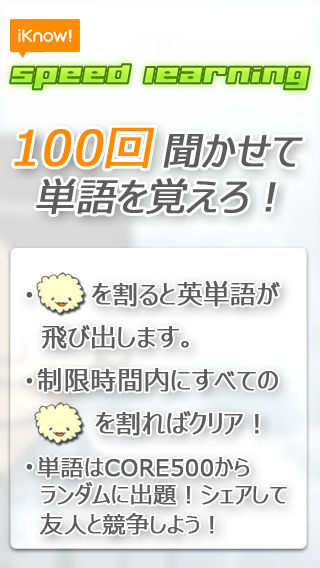 iKnow!
speed learning
100回 聞かせて
単語を覚えろ！
・ を割ると英単語が
飛び出します。
・制限時間内にすべての
を割ればクリア！
・単語はCORE500から
ランダムに出題！シェアして
友人と競争しよう！